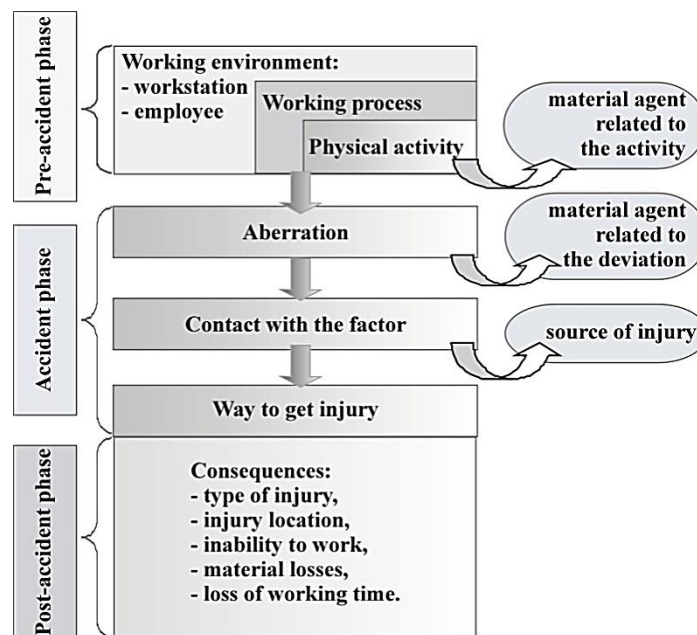 Pre-accident phase
Working environment:
- workstation
- employee
Working process
Physical activity
material agent
related to
the activity
Accident phase
Aberration
material agent
related to
the deviation
Contact with the factor
source of injury
Way to get injury
Post-accident phase
Consequences:
- type of injury,
- injury location,
- inability to work,
- material losses,
- loss of working time.